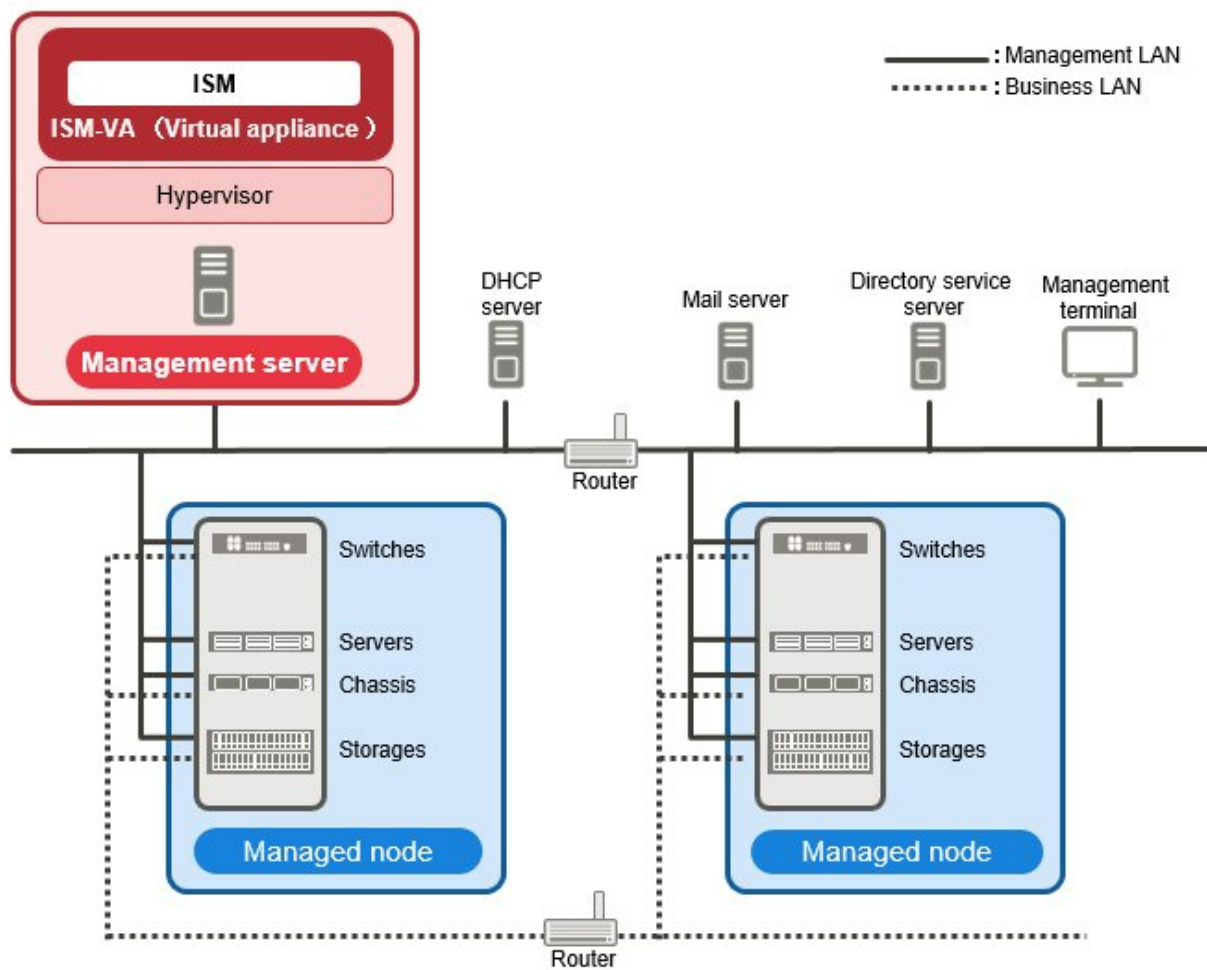 ISM
ISM-VA （Virtual appliance ）
Hypervisor
Management server
: Management LAN
: Business LAN
DHCP
server
Mail server
Directory service
server
Management
terminal
Router
Switches
Servers
Chassis
Storages
Managed node
Switches
Servers
Chassis
Storages
Managed node
Router